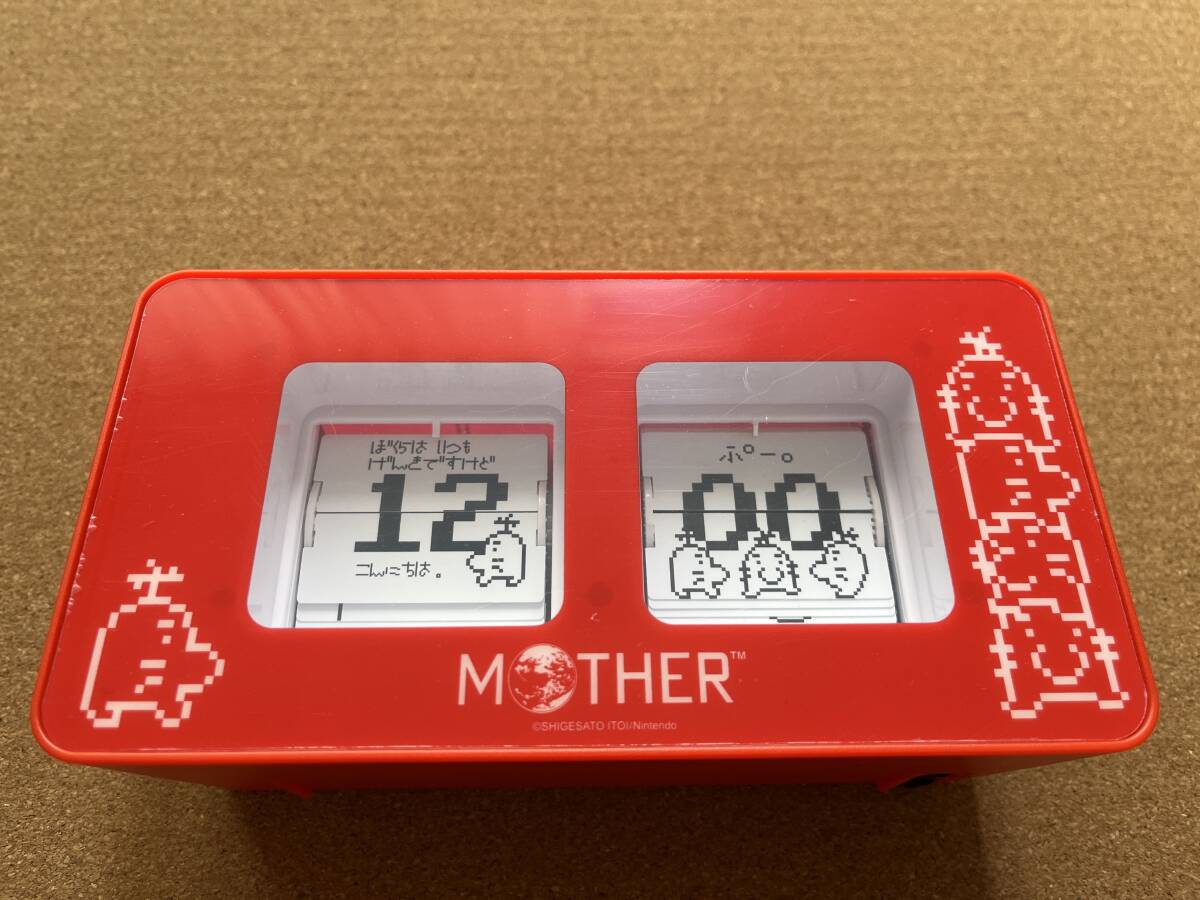 ぼくらは いつも
げんきですけど
12
こんにちは。
ぷー。
00
MOTHER™
©SHIGESATO ITOI/Nintendo